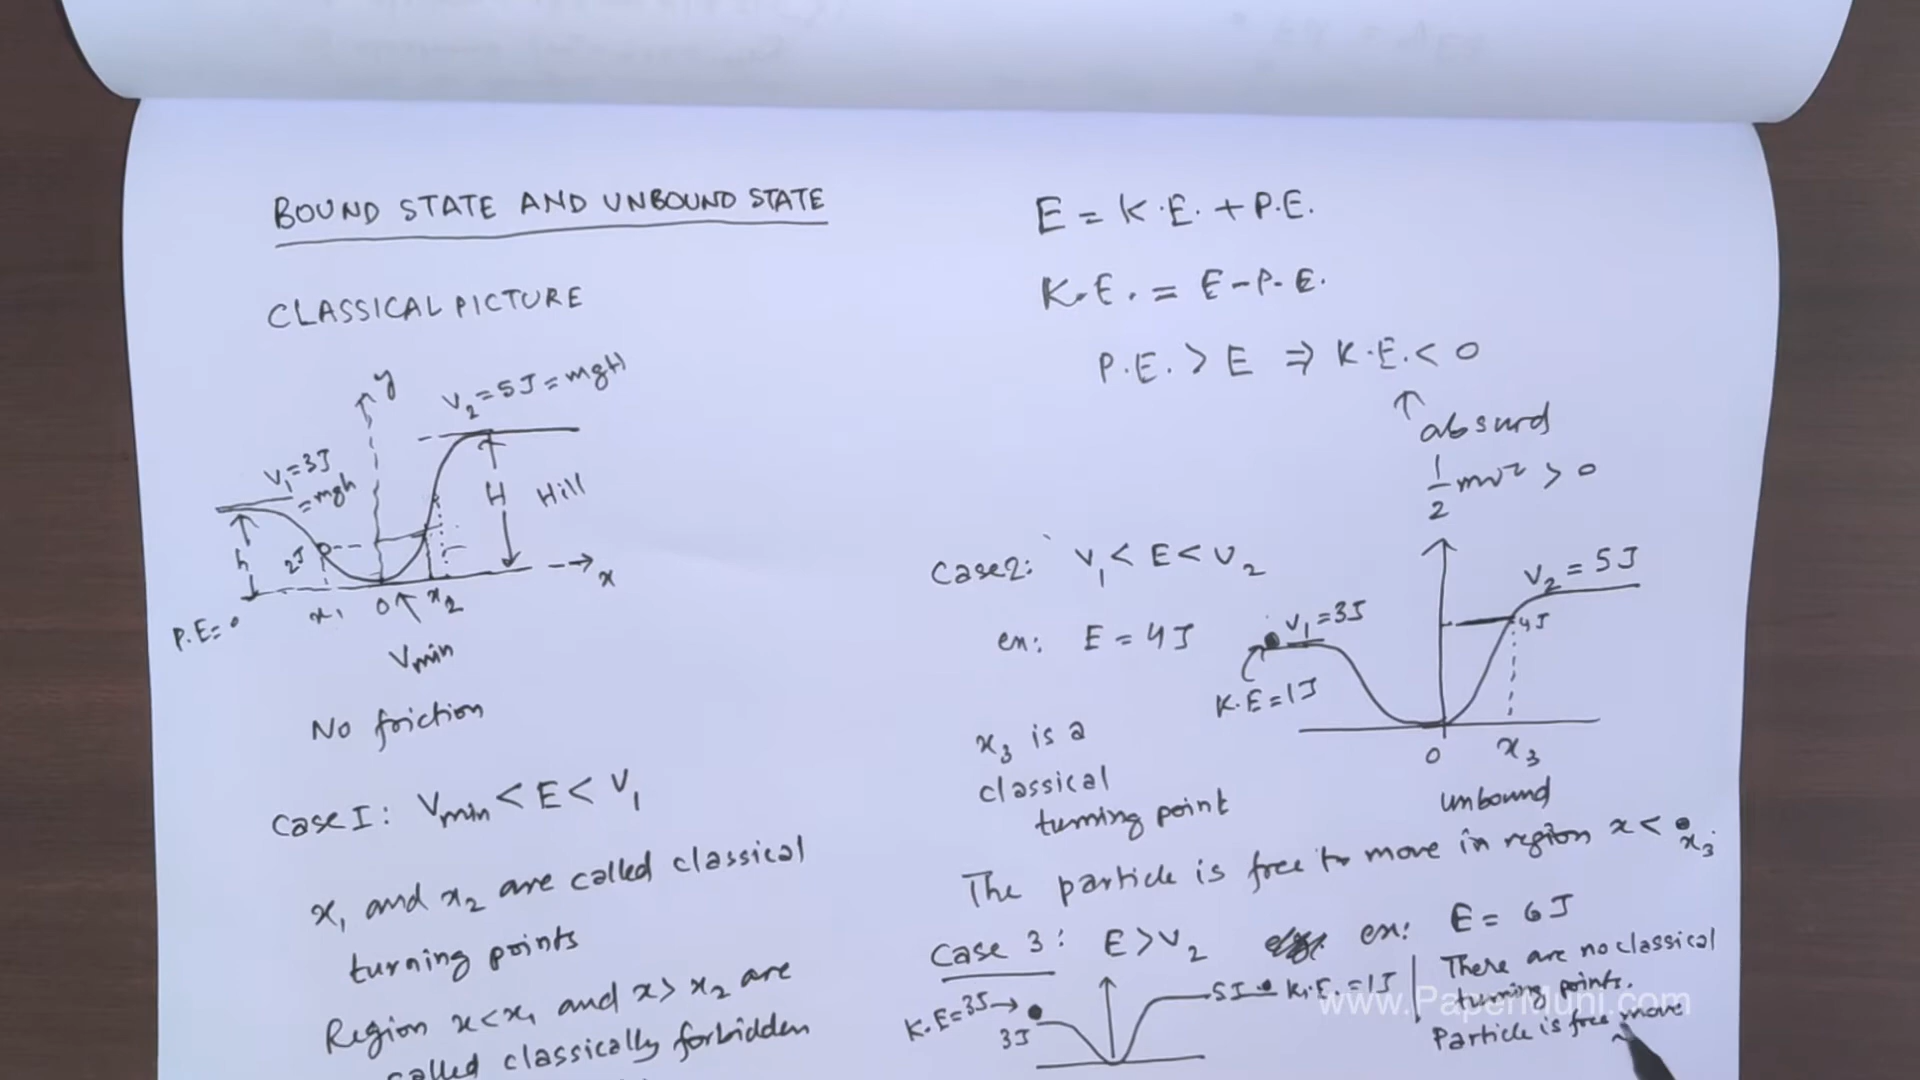 BOUND STATE AND UNBOUND STATE
CLASSICAL PICTURE
y
V₂ = 5J = mgH
V₁ = 3J
= mgh
h
H
Hill
2J
x
P.E = 0
x₁
0
x₂
Vmin
No friction
Case I: Vmin < E < V₁
x₁ and x₂ are called classical
turning points
Region x < x₁ and x > x₂ are
called classically forbidden
E = K.E. + P.E.
K.E. = E - P.E.
P.E. > E ⇒ K.E. < 0
absurd
1/2 mv² > 0
Case2: V₁ < E < V₂
ex: E = 4J
V₁ = 3J
V₂ = 5J
4J
K.E = 1J
0
x₃
x₃ is a
classical
turning point
unbound
The particle is free to move in region x < x₃.
Case 3: E > V₂ ex: E = 6J
K.E = 3J →
3J
5J
K.E. = 1J
There are no classical
turning points.
Particle is free move
www.PaperMuni.com